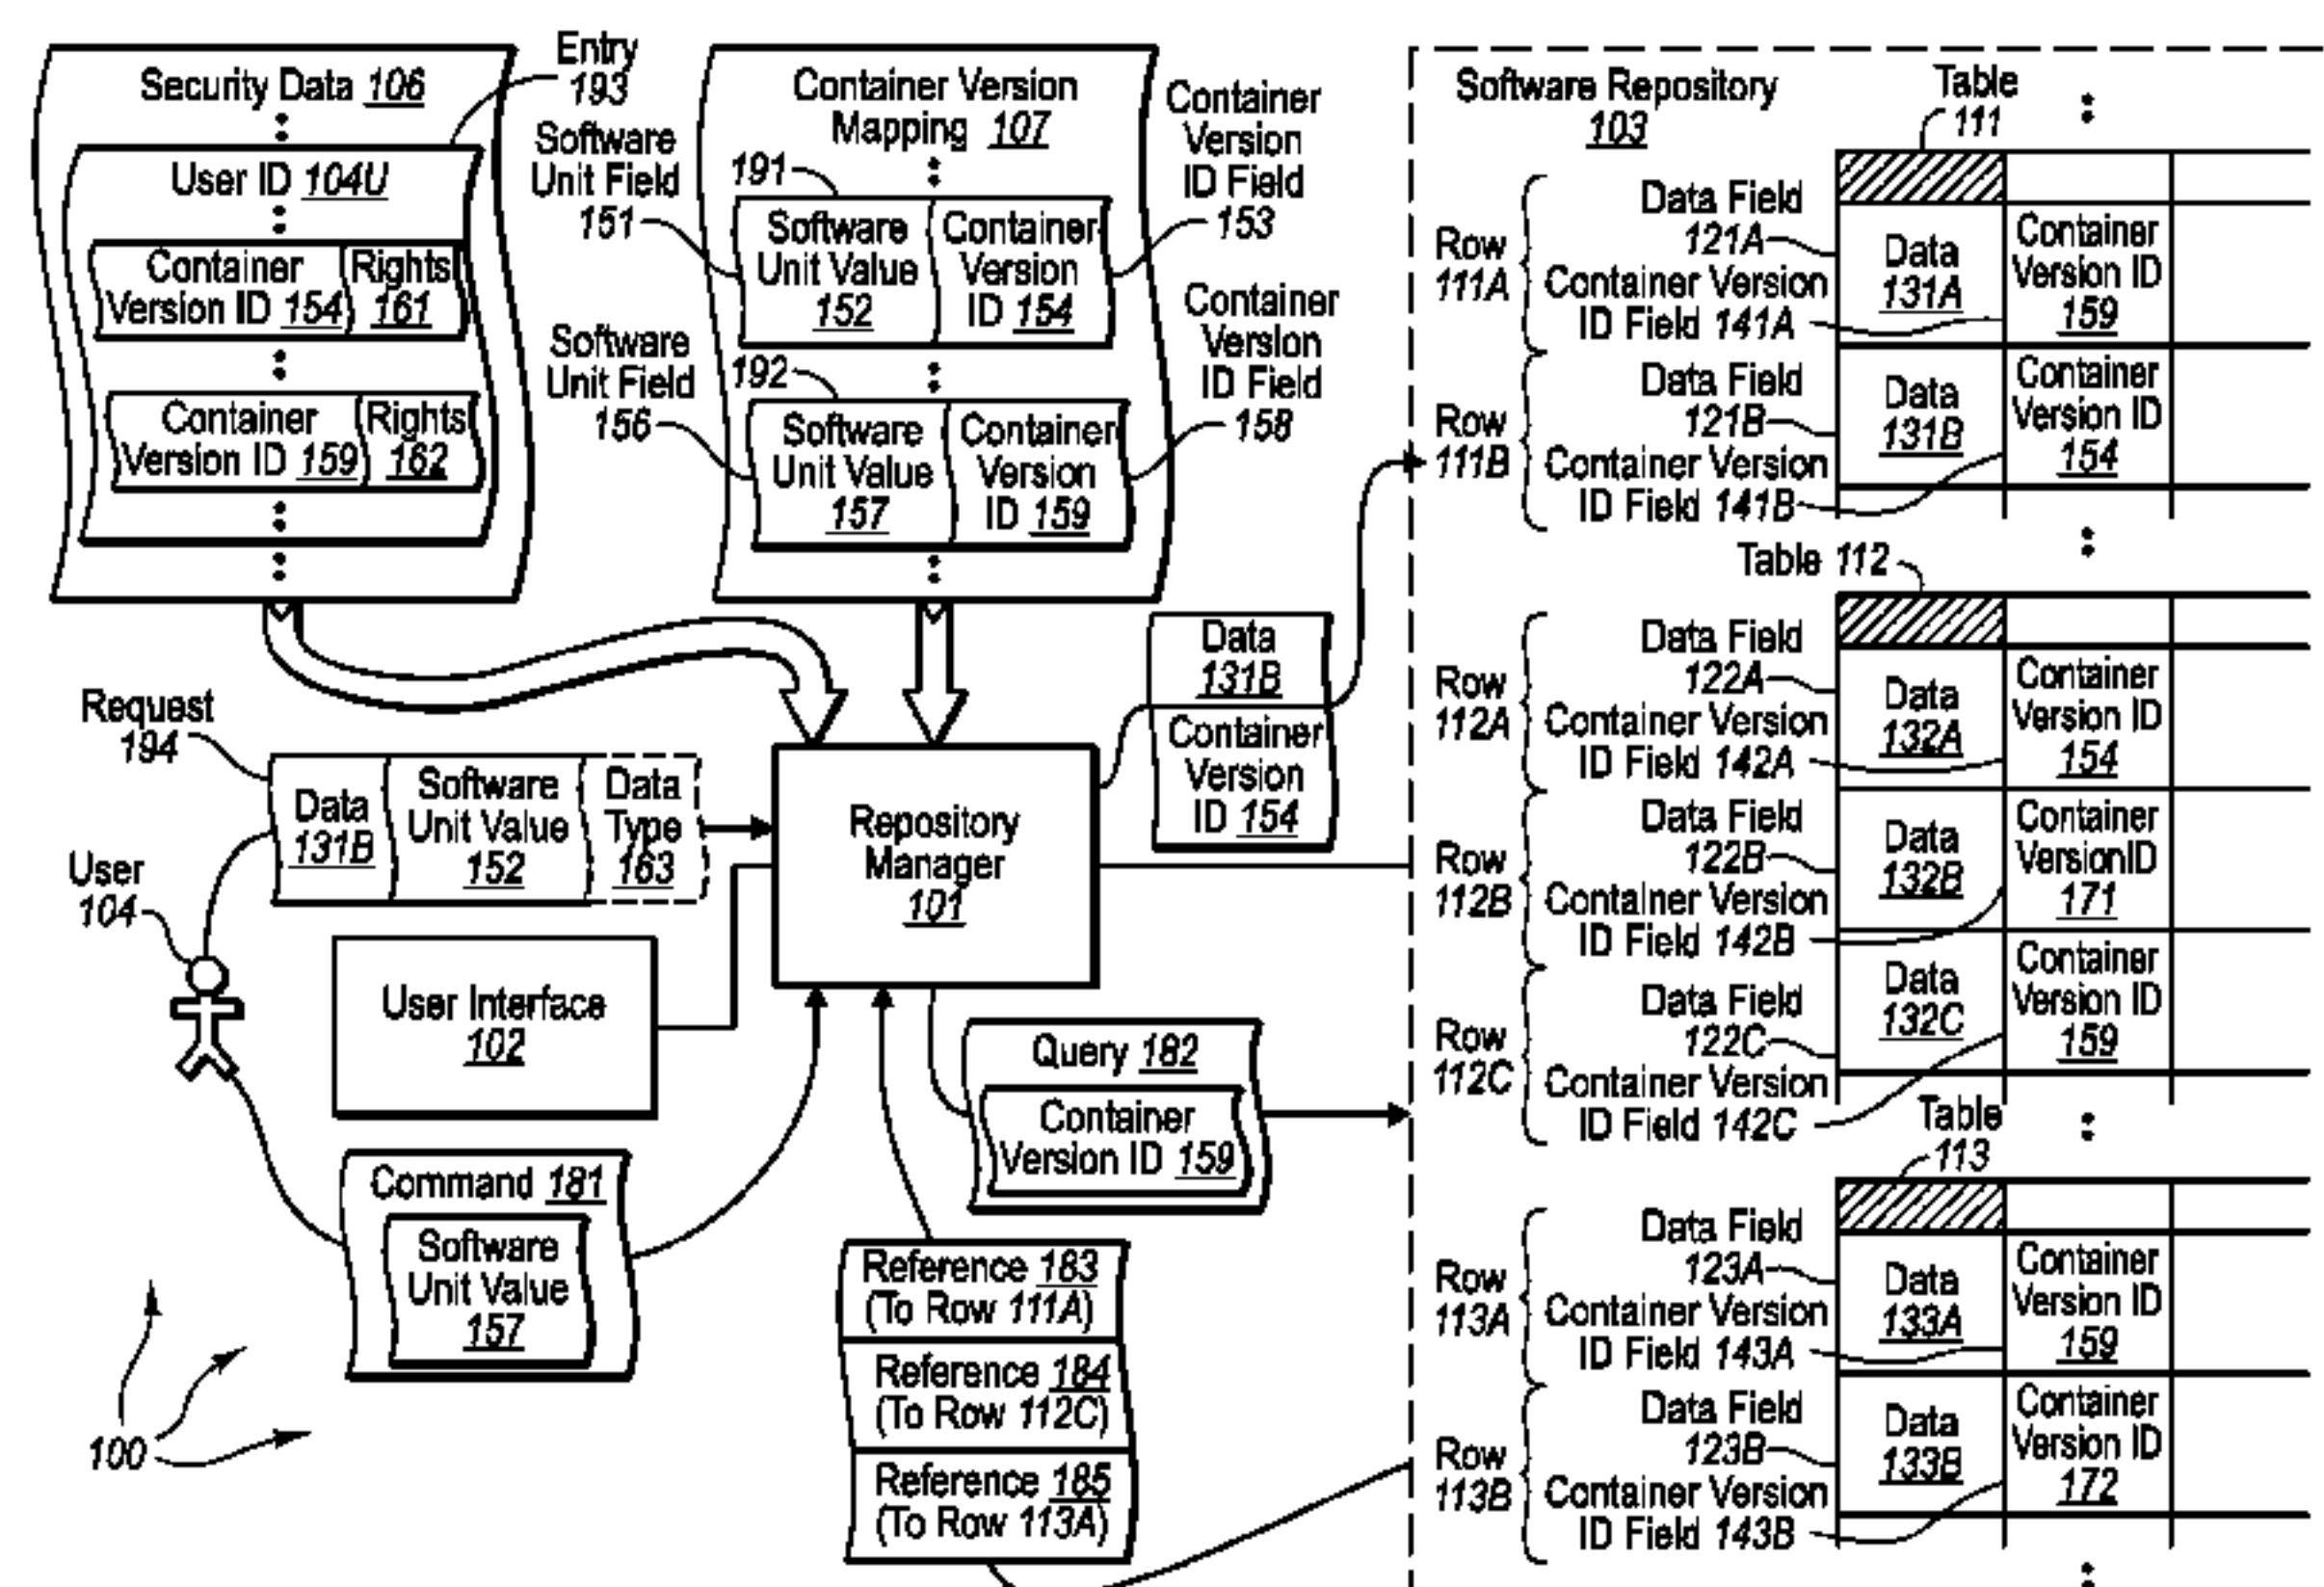 Security Data 106
Entry
193
User ID 104U
Container
Version ID 154
Rights
161
Container
Version ID 159
Rights
162
Container Version
Mapping 107
Software
Unit Field
151
191
Software
Unit Value
152
Container
Version
ID 154
Container
Version
ID Field
153
Software
Unit Field
156
192
Software
Unit Value
157
Container
Version
ID 159
Container
Version
ID Field
158
Request
194
Data
131B
Software
Unit Value
152
Data
Type
163
User
104
User Interface
102
Repository
Manager
101
Data
131B
Container
Version
ID 154
Command 181
Software
Unit Value
157
Query 182
Container
Version ID 159
Reference 183
(To Row 111A)
Reference 184
(To Row 112C)
Reference 185
(To Row 113A)
100
Software Repository
103
Table
111
Row
111A
Data Field
121A
Container Version
ID Field 141A
Data
131A
Container
Version ID
159
Row
111B
Data Field
121B
Container Version
ID Field 141B
Data
131B
Container
Version ID
154
Table 112
Row
112A
Data Field
122A
Container Version
ID Field 142A
Data
132A
Container
Version ID
154
Row
112B
Data Field
122B
Container Version
ID Field 142B
Data
132B
Container
VersionID
171
Row
112C
Data Field
122C
Container Version
ID Field 142C
Data
132C
Container
Version ID
159
Table
113
Row
113A
Data Field
123A
Container Version
ID Field 143A
Data
133A
Container
Version ID
159
Row
113B
Data Field
123B
Container Version
ID Field 143B
Data
133B
Container
Version ID
172